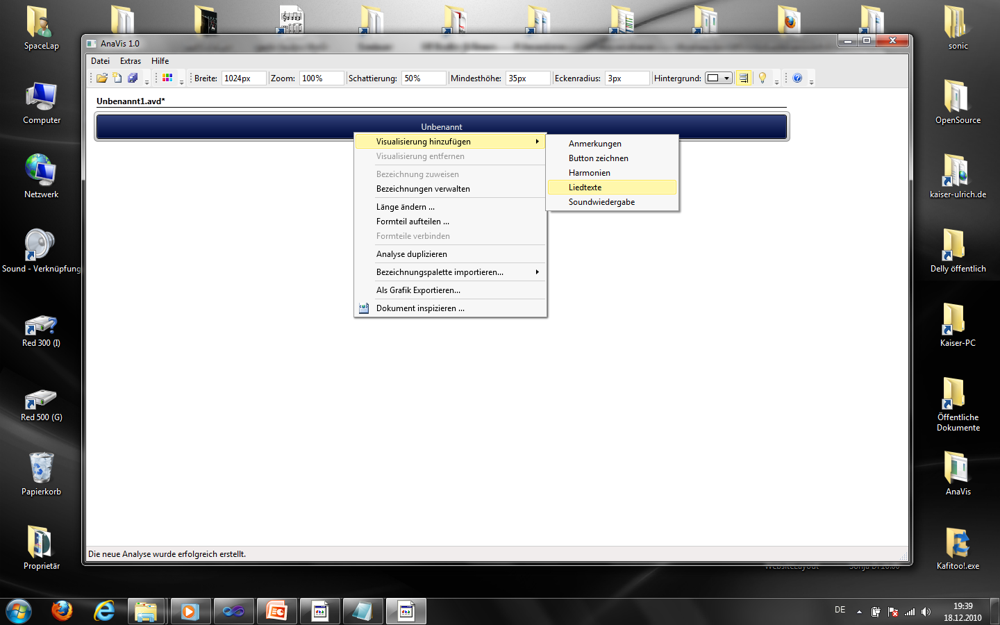 SpaceLap
sonic
AnaVis 1.0
Datei Extras Hilfe
Breite: 1024px Zoom: 100% Schattierung: 50% Mindesthöhe: 35px Eckenradius: 3px Hintergrund:
Unbenannt1.avd*
Unbenannt
Visualisierung hinzufügen
Visualisierung entfernen
Bezeichnung zuweisen
Bezeichnungen verwalten
Länge ändern ...
Formteil aufteilen ...
Formteile verbinden
Analyse duplizieren
Bezeichnungspalette importieren...
Als Grafik Exportieren...
Dokument inspizieren ...
Anmerkungen
Button zeichnen
Harmonien
Liedtexte
Soundwiedergabe
Die neue Analyse wurde erfolgreich erstellt.
Computer
Netzwerk
Sound - Verknüpfung
Red 300 (I)
Red 500 (G)
Papierkorb
Proprietär
OpenSource
kaiser-ulrich.de
Delly öffentlich
Kaiser-PC
Öffentliche
Dokumente
AnaVis
Kafitoo!.exe
WebsiteLayout
DE
19:39
18.12.2010